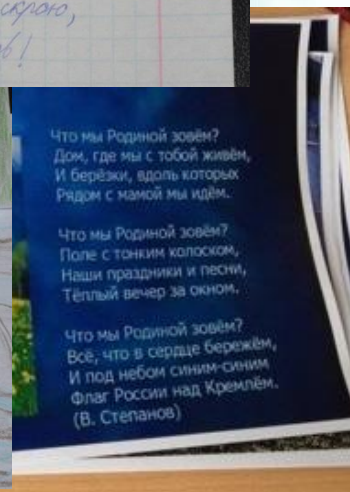 скрою,
Что мы Родиной зовём?
Дом, где мы с тобой живём,
И берёзки, вдоль которых
Рядом с мамой мы идём.
Что мы Родиной зовём?
Поле с тонким колоском,
Наши праздники и песни,
Тёплый вечер за окном.
Что мы Родиной зовём?
Всё, что в сердце бережём,
И под небом синим-синим
Флаг России над Кремлём.
(В. Степанов)